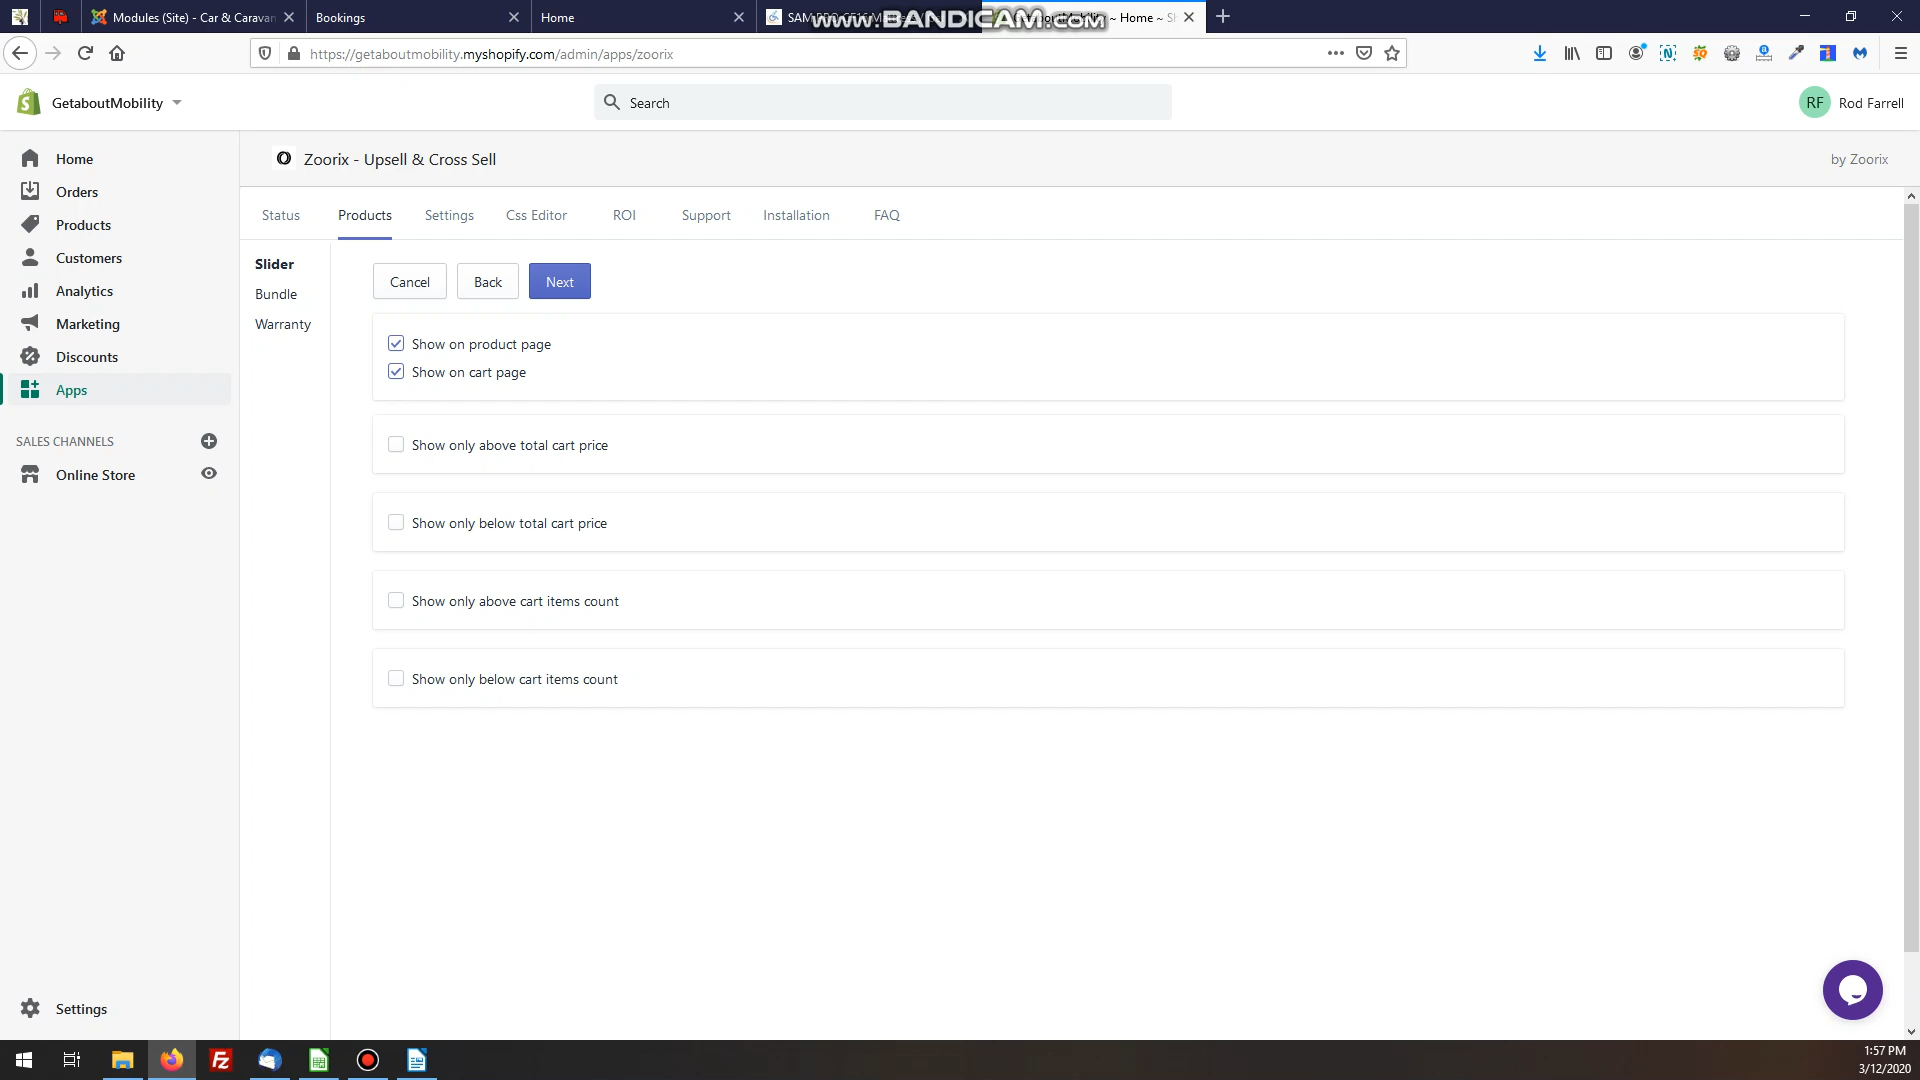 Modules (Site) - Car & Caravan
Bookings
Home
www.BANDICAM.com
~ Home ~
https://getaboutmobility.myshopify.com/admin/apps/zoorix
GetaboutMobility
Search
RF
Rod Farrell
Home
Orders
Products
Customers
Analytics
Marketing
Discounts
Apps
SALES CHANNELS
Online Store
Settings
Zoorix - Upsell & Cross Sell
by Zoorix
Status
Products
Settings
Css Editor
ROI
Support
Installation
FAQ
Slider
Bundle
Warranty
Cancel
Back
Next
Show on product page
Show on cart page
Show only above total cart price
Show only below total cart price
Show only above cart items count
Show only below cart items count
1:57 PM
3/12/2020